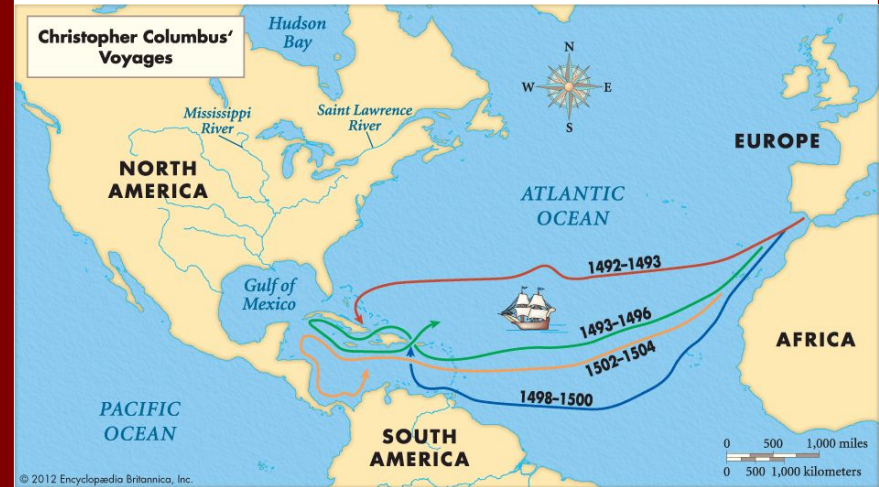 Christopher Columbus‘
Voyages
Hudson
Bay
N
W
E
S
Mississippi
River
Saint Lawrence
River
EUROPE
NORTH
AMERICA
ATLANTIC
OCEAN
1492–1493
Gulf of
Mexico
1493–1496
1502–1504
AFRICA
1498–1500
PACIFIC
OCEAN
SOUTH
AMERICA
0 500 1,000 miles
0 500 1,000 kilometers
© 2012 Encyclopædia Britannica, Inc.